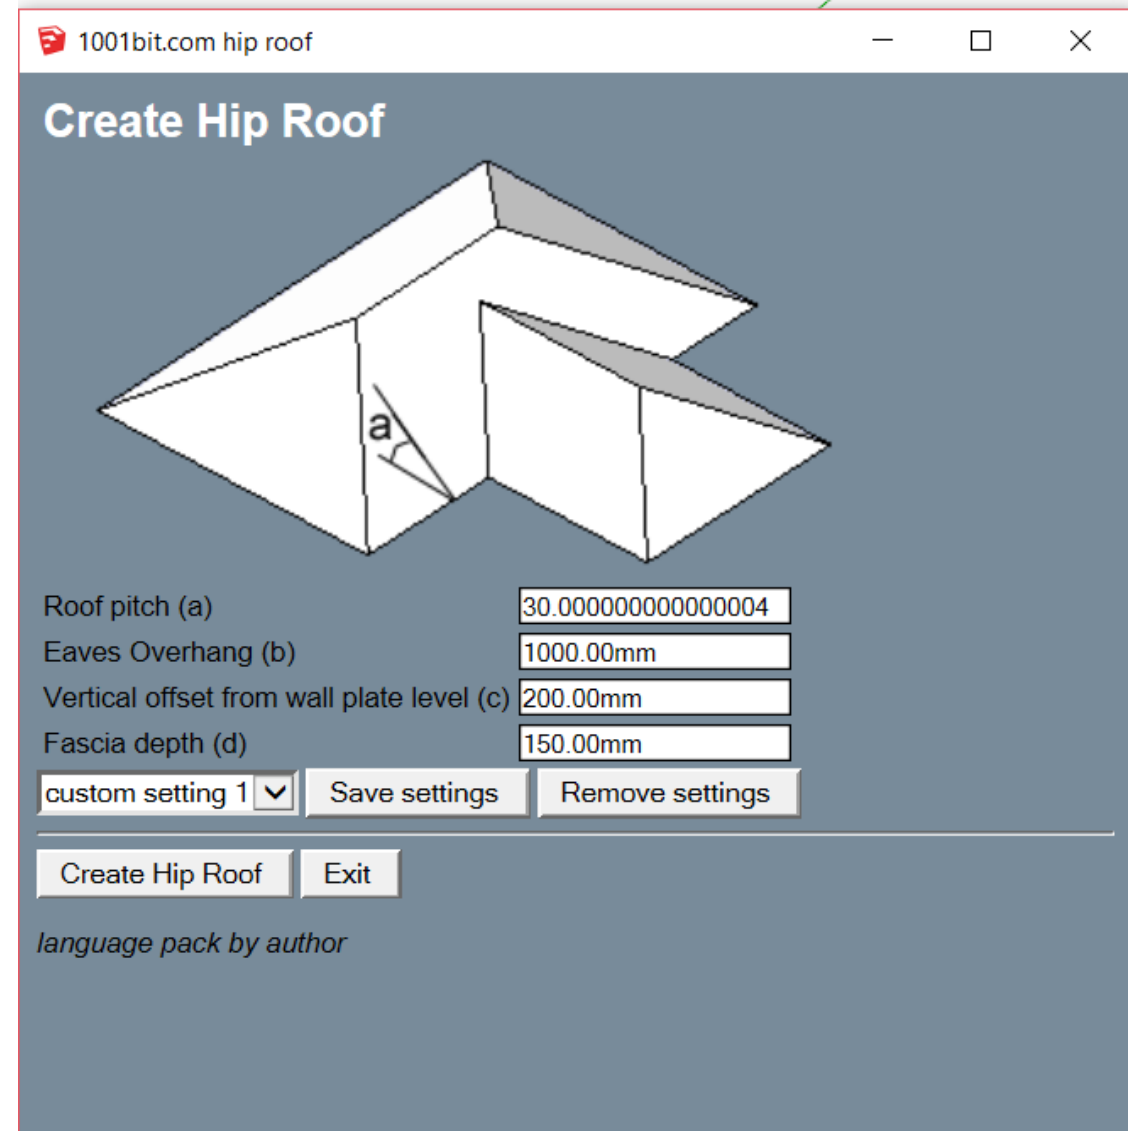 1001bit.com hip roof
Create Hip Roof
a
Roof pitch (a) 30.000000000000004
Eaves Overhang (b) 1000.00mm
Vertical offset from wall plate level (c) 200.00mm
Fascia depth (d) 150.00mm
custom setting 1 Save settings Remove settings
Create Hip Roof Exit
language pack by author